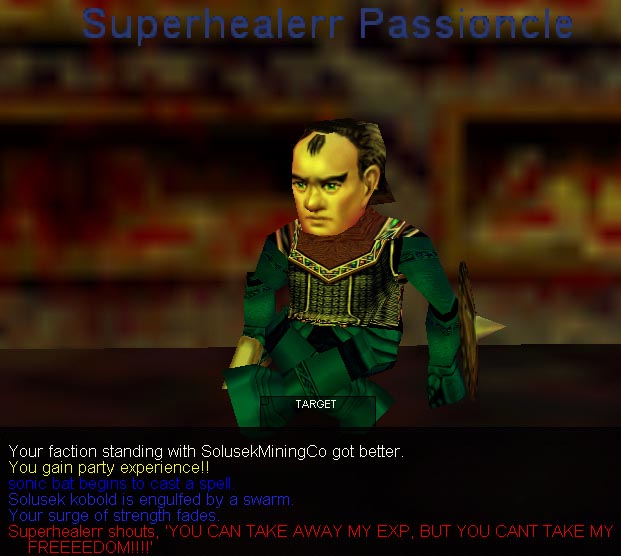 Superhealerr Passioncle
TARGET
Your faction standing with SolusekMiningCo got better.
You gain party experience!!
sonic bat begins to cast a spell.
Solusek kobold is engulfed by a swarm.
Your surge of strength fades.
Superhealerr shouts, 'YOU CAN TAKE AWAY MY EXP, BUT YOU CANT TAKE MY
FREEEEDOM!!!!'